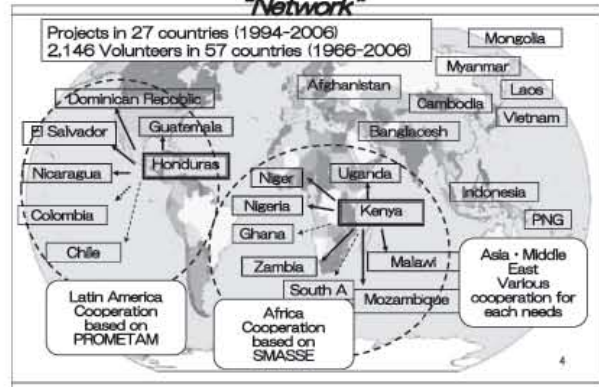 "Network"
Projects in 27 countries (1994-2006)
2,146 Volunteers in 57 countries (1966-2006)
Mongolia
Myanmar
Afghanistan
Laos
Dominican Republic
Cambodia
Vietnam
El Salvador
Guatemala
Bangladesh
Nicaragua
Honduras
Niger
Uganda
Indonesia
Colombia
Nigeria
Kenya
PNG
Ghana
Chile
Zambia
Malawi
South A
Mozambique
Asia・Middle
East
Various
cooperation for
each needs
Latin America
Cooperation
based on
PROMETAM
Africa
Cooperation
based on
SMASSE
4